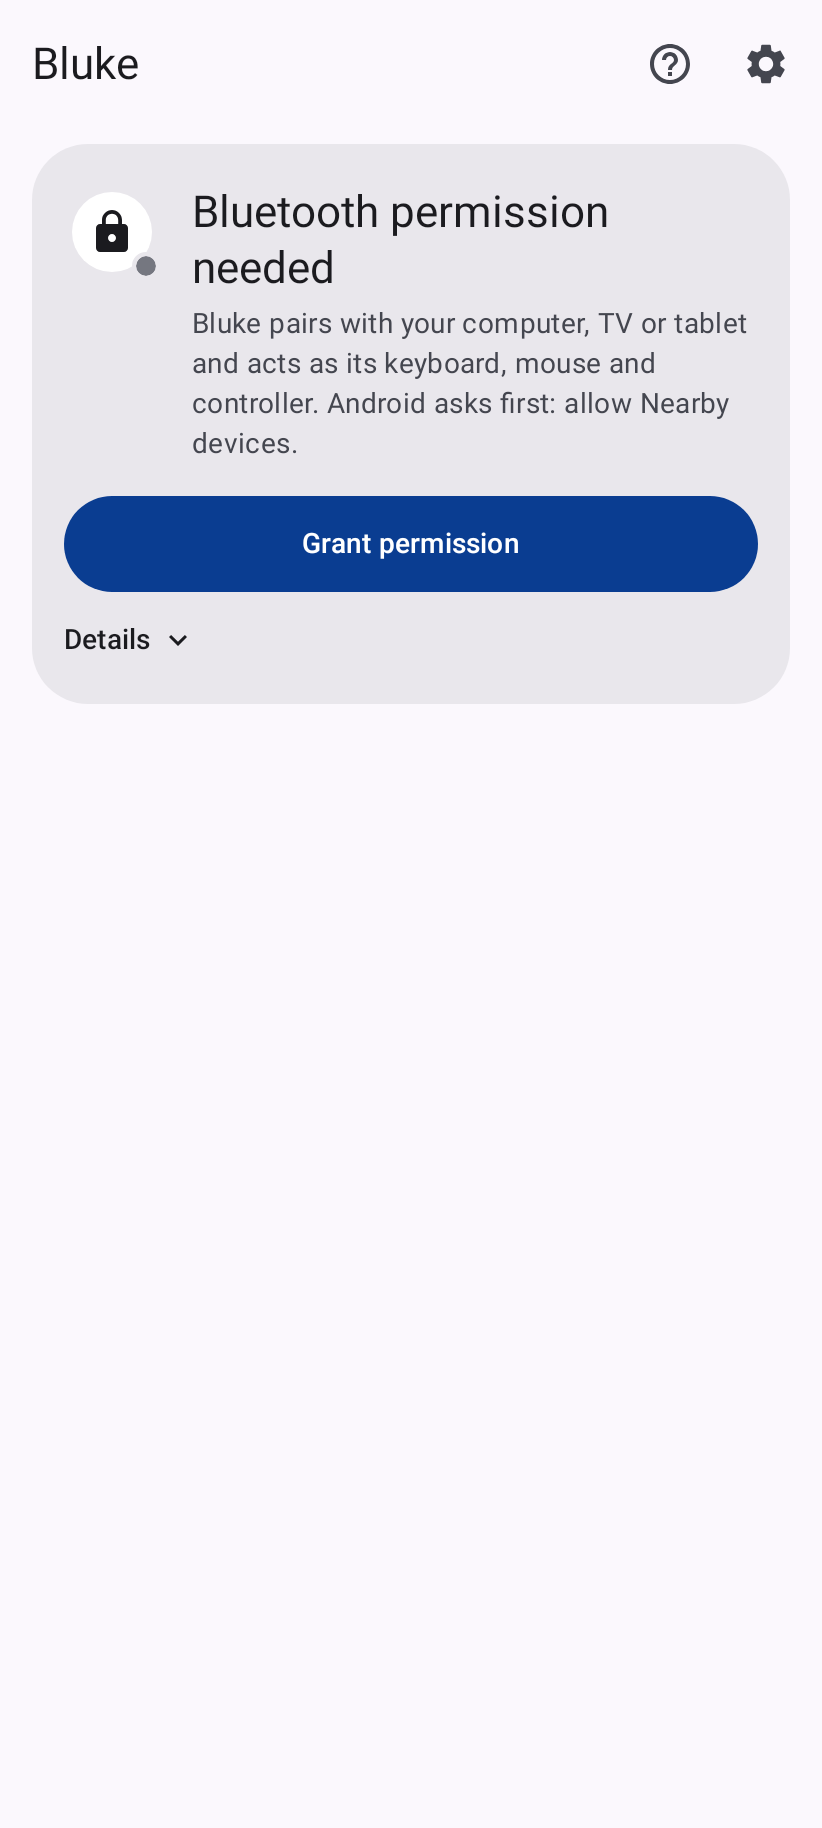 Bluke
Bluetooth permission
needed
Bluke pairs with your computer, TV or tablet
and acts as its keyboard, mouse and
controller. Android asks first: allow Nearby
devices.
Grant permission
Details